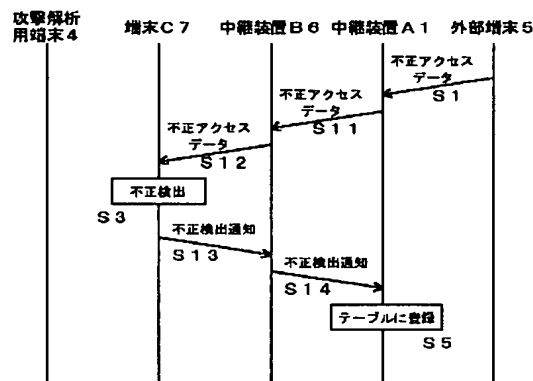 攻撃解析
用端末4
端末C7
中継装置B6
中継装置A1
外部端末5
不正アクセス
データ
S1
不正アクセス
データ
S11
不正アクセス
データ
S12
不正検出
S3
不正検出通知
S13
不正検出通知
S14
テーブルに登録
S5